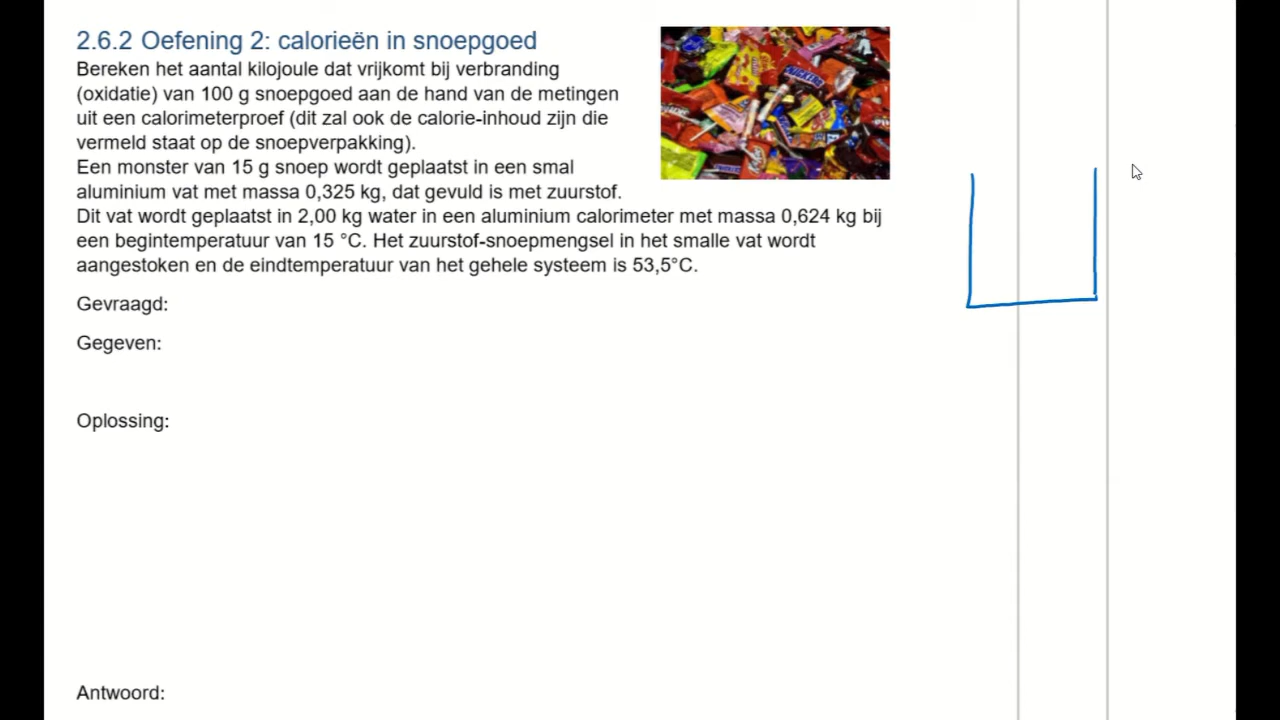 2.6.2 Oefening 2: calorieën in snoepgoed
Bereken het aantal kilojoule dat vrijkomt bij verbranding
(oxidatie) van 100 g snoepgoed aan de hand van de metingen
uit een calorimeterproef (dit zal ook de calorie-inhoud zijn die
vermeld staat op de snoepverpakking).
Een monster van 15 g snoep wordt geplaatst in een smal
aluminium vat met massa 0,325 kg, dat gevuld is met zuurstof.
Dit vat wordt geplaatst in 2,00 kg water in een aluminium calorimeter met massa 0,624 kg bij
een begintemperatuur van 15 °C. Het zuurstof-snoepmengsel in het smalle vat wordt
aangestoken en de eindtemperatuur van het gehele systeem is 53,5°C.
Gevraagd:
Gegeven:
Oplossing:
Antwoord:
SNICKERS